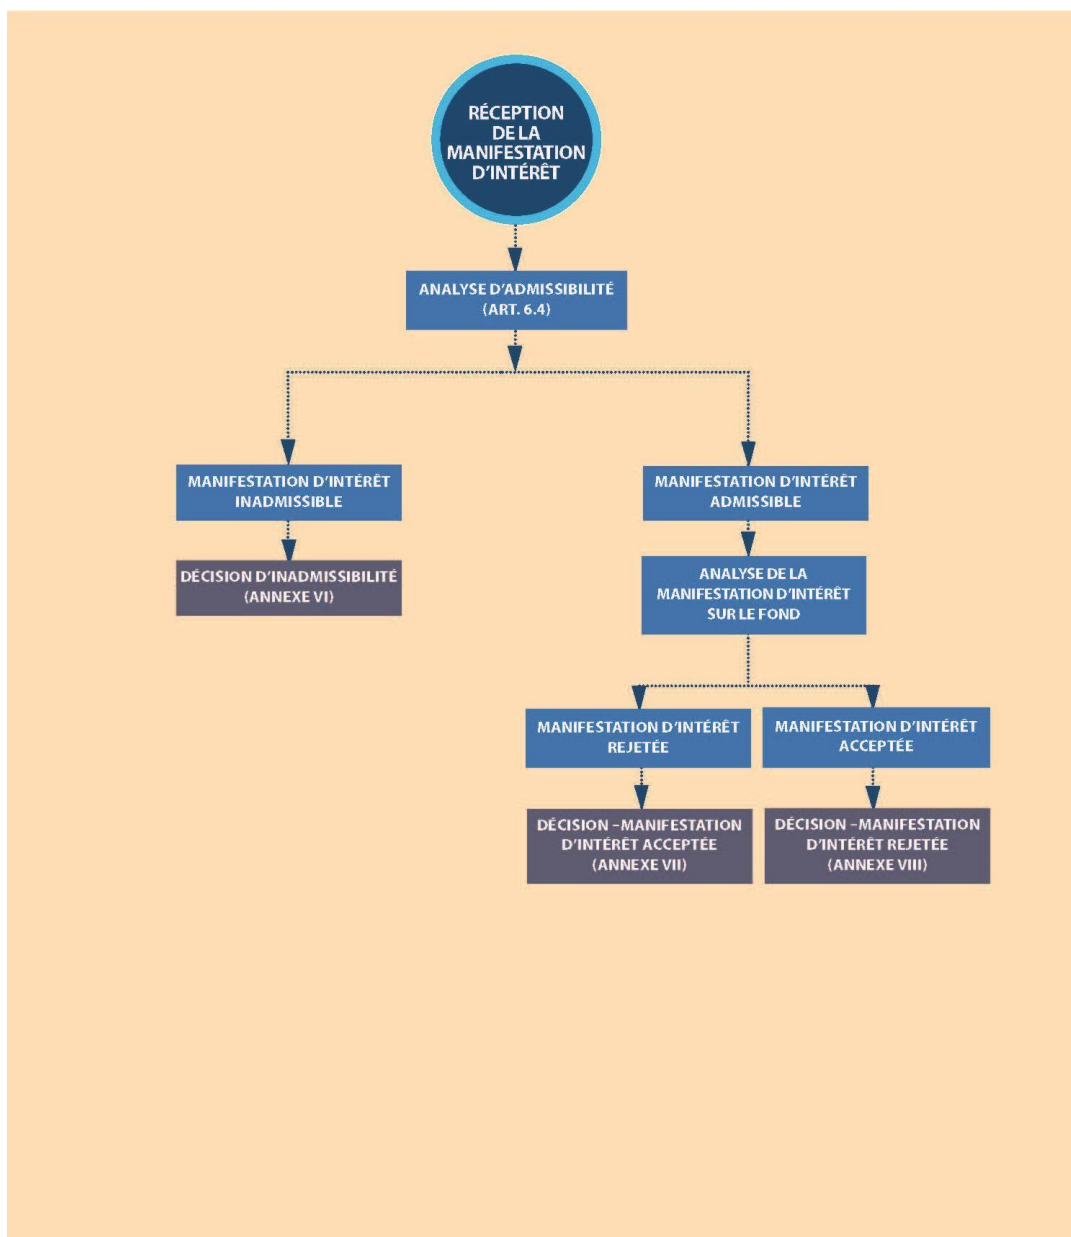 RÉCEPTION
DE LA
MANIFESTATION
D'INTÉRÊT
ANALYSE D'ADMISSIBILITÉ
(ART. 6.4)
MANIFESTATION D'INTÉRÊT
INADMISSIBLE
DÉCISION D'INADMISSIBILITÉ
(ANNEXE VI)
MANIFESTATION D'INTÉRÊT
ADMISSIBLE
ANALYSE DE LA
MANIFESTATION D'INTÉRÊT
SUR LE FOND
MANIFESTATION D'INTÉRÊT
REJETÉE
DÉCISION –MANIFESTATION
D'INTÉRÊT ACCEPTÉE
(ANNEXE VII)
MANIFESTATION D'INTÉRÊT
ACCEPTÉE
DÉCISION –MANIFESTATION
D'INTÉRÊT REJETÉE
(ANNEXE VIII)